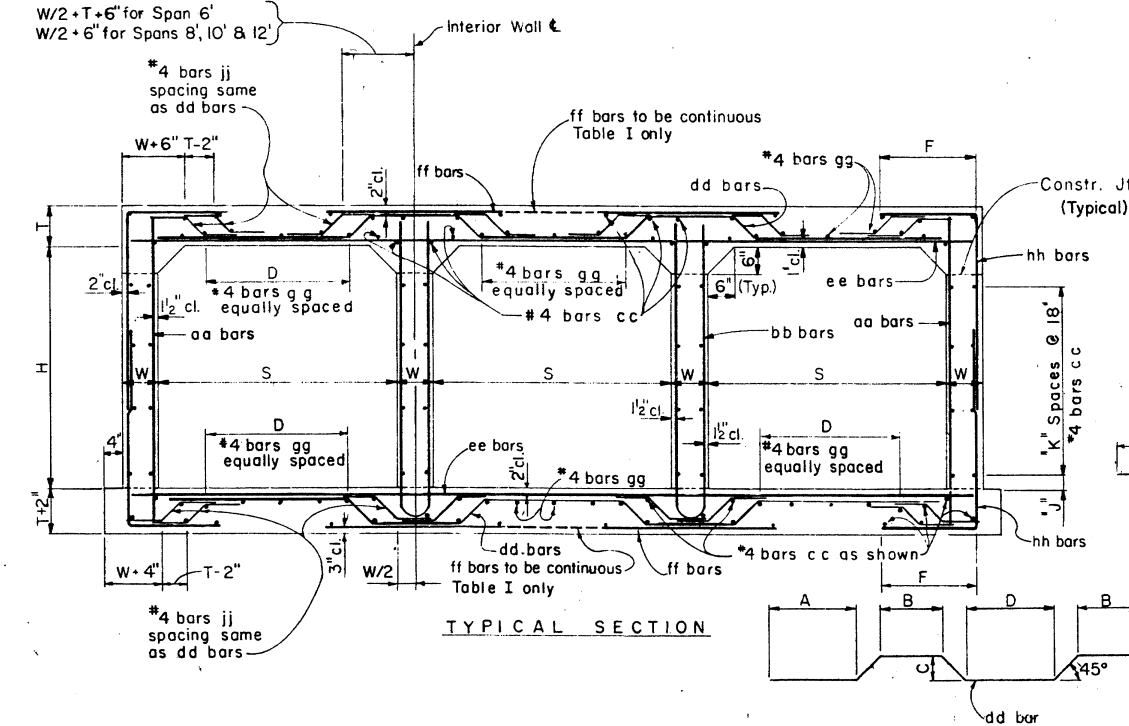 W/2 + T + 6" for Span 6'
W/2 + 6" for Spans 8', 10' & 12'
Interior Wall ℄
#4 bars jj
spacing same
as dd bars
ff bars to be continuous
Table I only
W+6"
T-2"
2" cl.
ff bars
dd bars
#4 bars gg
F
Constr. Jt
(Typical)
T
hh bars
D
#4 bars gg
equally spaced
#4 bars gg
equally spaced
6"
6" (Typ.)
1" cl.
ee bars
2" cl.
1½" cl.
aa bars
#4 bars cc
bb bars
aa bars
H
W
S
W
S
W
S
W
"K" Spaces @ 18"
#4 bars cc
1½" cl.
1½" cl.
4"
D
#4 bars gg
equally spaced
ee bars
2" cl.
#4 bars gg
D
#4 bars gg
equally spaced
T+2"
"J"
W+4"
T-2"
3" cl.
W/2
dd bars
ff bars to be continuous
Table I only
ff bars
#4 bars cc as shown
hh bars
F
#4 bars jj
spacing same
as dd bars
TYPICAL SECTION
A
B
D
B
C
45°
dd bar